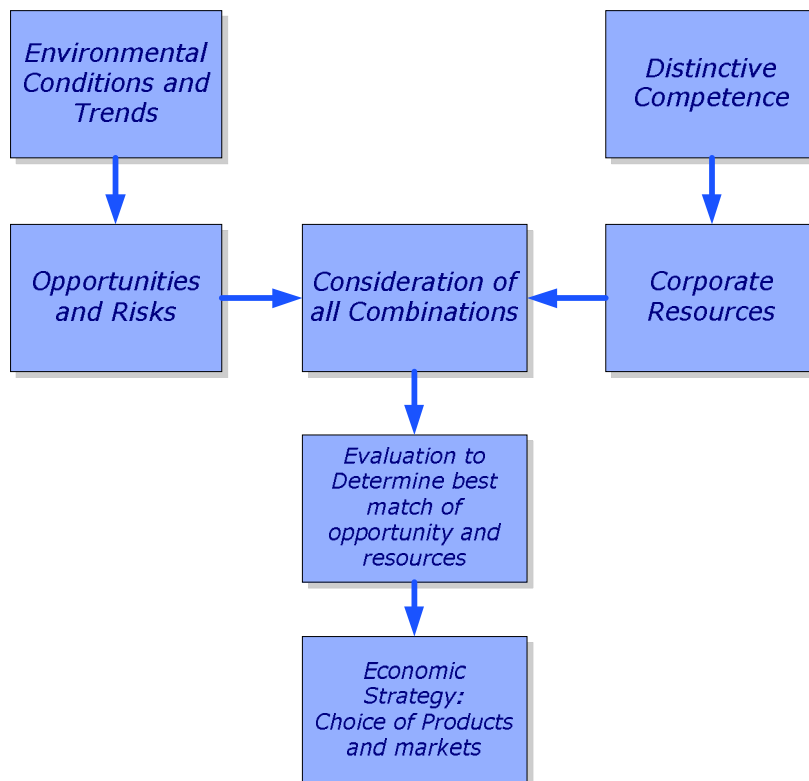 Environmental
Conditions and
Trends
Distinctive
Competence
Opportunities
and Risks
Consideration of
all Combinations
Corporate
Resources
Evaluation to
Determine best
match of
opportunity and
resources
Economic
Strategy:
Choice of Products
and markets